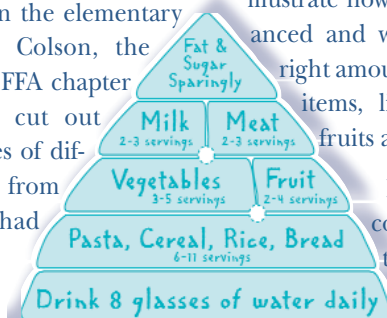 n the elementary
Colson, the
FFA chapter
cut out
es of dif-
from
had
Fat &
Sugar
Sparingly
Milk
2-3 servings
Meat
2-3 servings
Vegetables
3-5 servings
Fruit
2-4 servings
Pasta, Cereal, Rice, Bread
6-11 servings
Drink 8 glasses of water daily
anced and w
right amou
items, li
fruits a
co
t